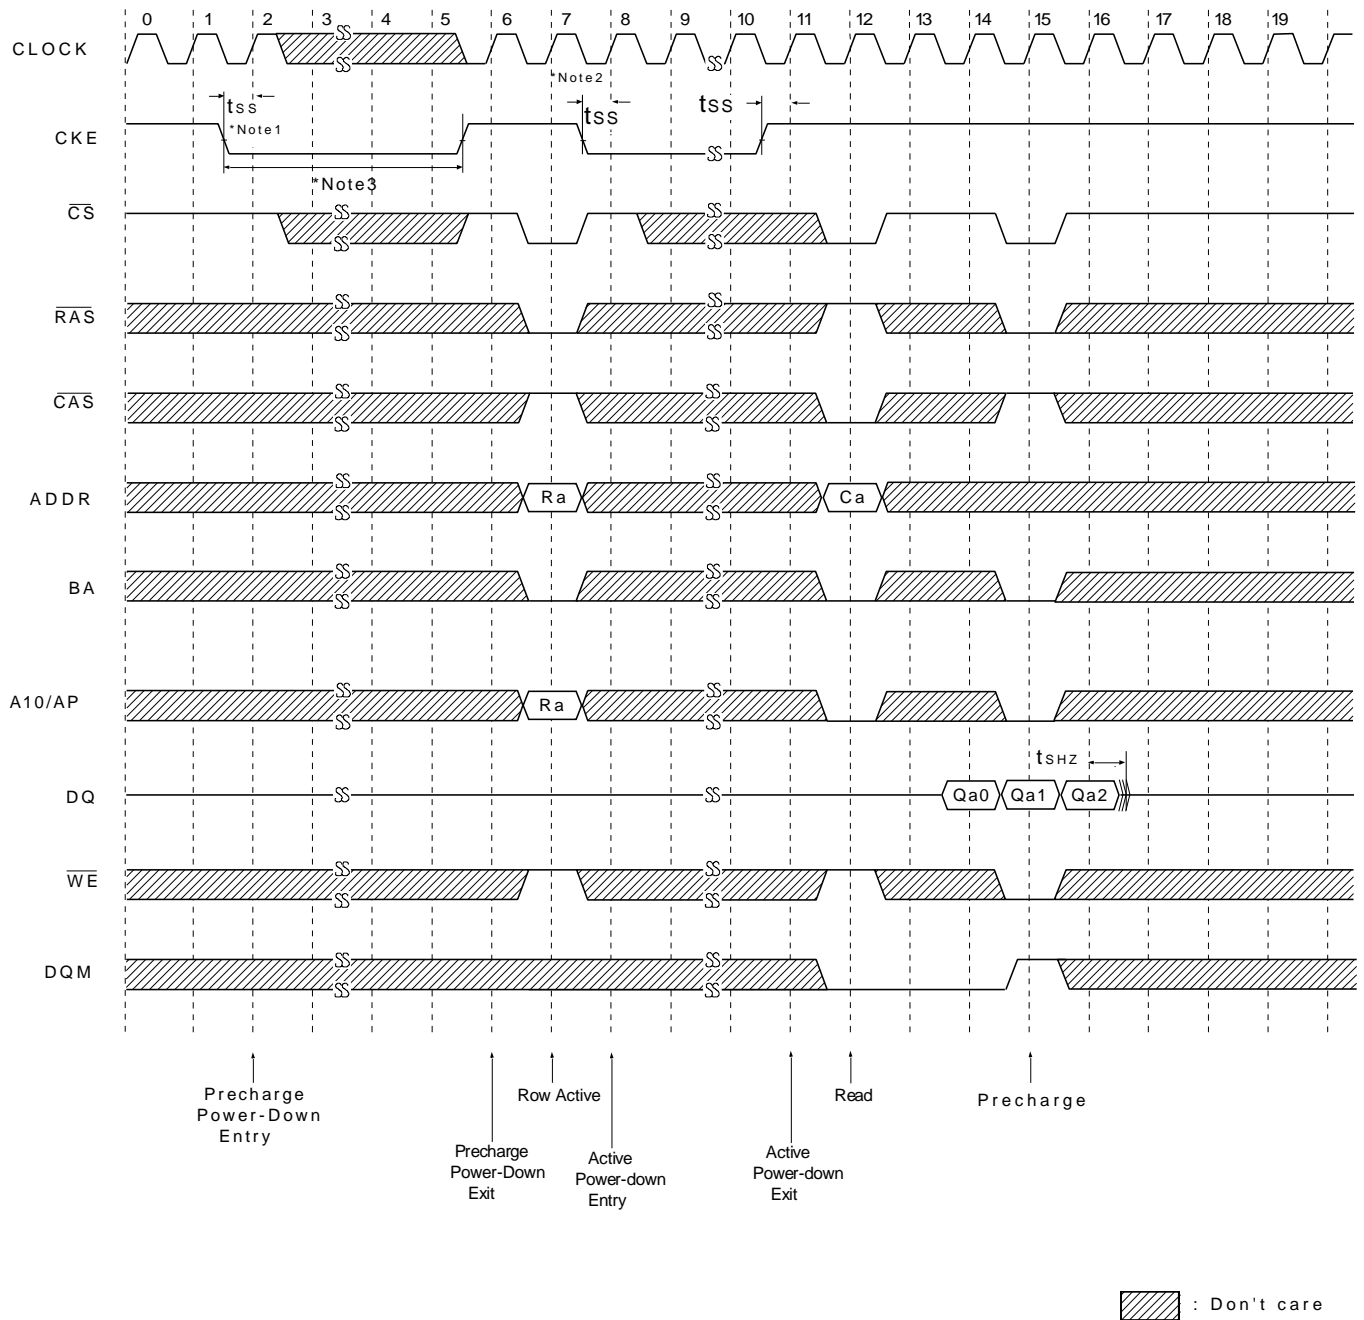 0 1 2 3 4 5 6 7 8 9 10 11 12 13 14 15 16 17 18 19
CLOCK
*Note2
tss tss tss
*Note1
CKE
*Note3
CS
RAS
CAS
ADDR Ra Ca
BA
A10/AP Ra
tSHZ
DQ Qa0 Qa1 Qa2
WE
DQM
Precharge
Power-Down
Entry
Precharge
Power-Down
Exit
Row Active
Active
Power-down
Entry
Active
Power-down
Exit
Read
Precharge
: Don't care